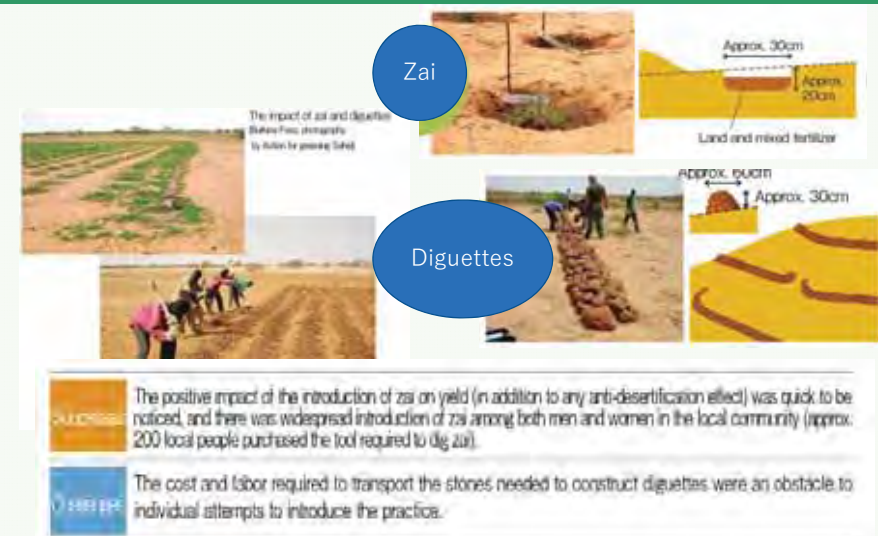 Zai
Approx. 30cm
Approx.
20cm
Land and mixed fertilizer
The impact of zai and diguettes
Burkina Faso, photography
by Action for greening Sahel
Approx. 60cm
Approx. 30cm
Diguettes
The positive impact of the introduction of zai on yield (in addition to any anti-desertification effect) was quick to be
noticed, and there was widespread introduction of zai among both men and women in the local community (approx.
200 local people purchased the tool required to dig zai).
The cost and labor required to transport the stones needed to construct diguettes were an obstacle to
individual attempts to introduce the practice.